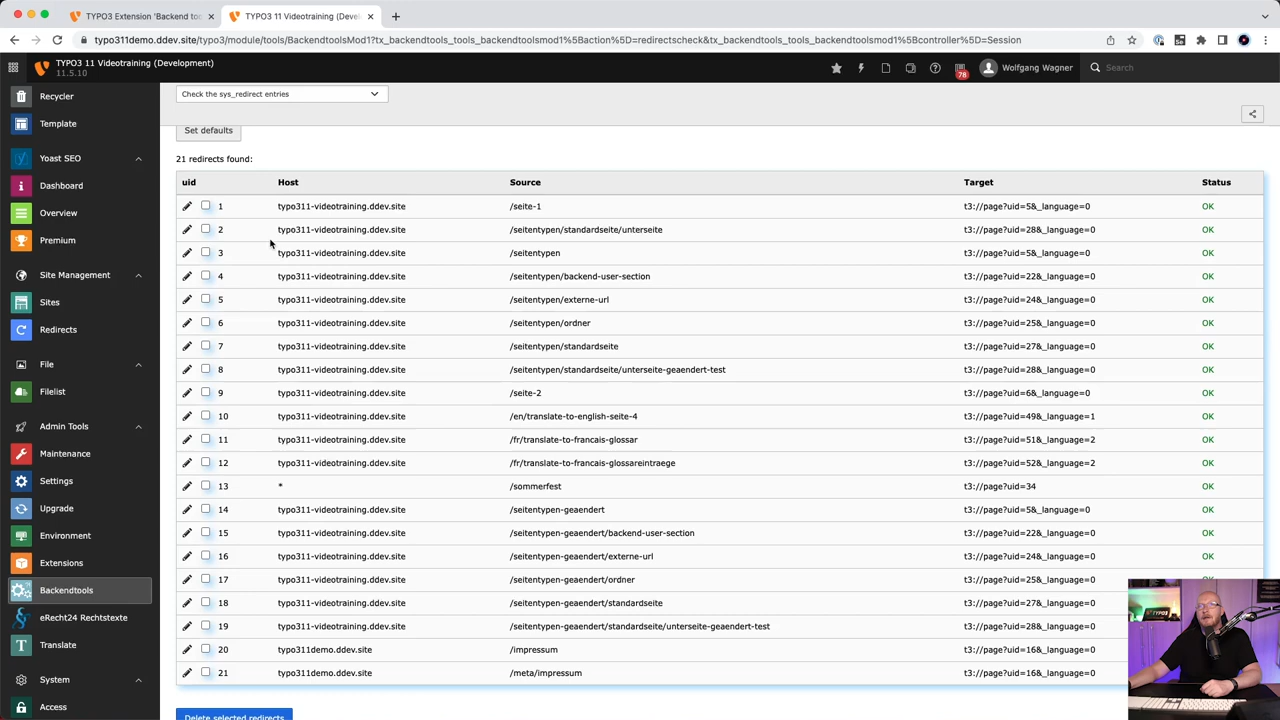 TYPO3 Extension 'Backend too
TYPO3 11 Videotraining (Devel
typo311demo.ddev.site/typo3/module/tools/BackendtoolsMod1?tx_backendtools_tools_backendtoolsmod1%5Baction%5D=redirectscheck&tx_backendtools_tools_backendtoolsmod1%5Bcontroller%5D=Session
TYPO3 11 Videotraining (Development)
11.5.10
78
Wolfgang Wagner
Search
Recycler
Template
Yoast SEO
Dashboard
Overview
Premium
Site Management
Sites
Redirects
File
Filelist
Admin Tools
Maintenance
Settings
Upgrade
Environment
Extensions
Backendtools
eRecht24 Rechtstexte
Translate
System
Access
Check the sys_redirect entries
Set defaults
21 redirects found:
uid Host Source Target Status
1 typo311-videotraining.ddev.site /seite-1 t3://page?uid=5&_language=0 OK
2 typo311-videotraining.ddev.site /seitentypen/standardseite/unterseite t3://page?uid=28&_language=0 OK
3 typo311-videotraining.ddev.site /seitentypen t3://page?uid=5&_language=0 OK
4 typo311-videotraining.ddev.site /seitentypen/backend-user-section t3://page?uid=22&_language=0 OK
5 typo311-videotraining.ddev.site /seitentypen/externe-url t3://page?uid=24&_language=0 OK
6 typo311-videotraining.ddev.site /seitentypen/ordner t3://page?uid=25&_language=0 OK
7 typo311-videotraining.ddev.site /seitentypen/standardseite t3://page?uid=27&_language=0 OK
8 typo311-videotraining.ddev.site /seitentypen/standardseite/unterseite-geaendert-test t3://page?uid=28&_language=0 OK
9 typo311-videotraining.ddev.site /seite-2 t3://page?uid=6&_language=0 OK
10 typo311-videotraining.ddev.site /en/translate-to-english-seite-4 t3://page?uid=49&_language=1 OK
11 typo311-videotraining.ddev.site /fr/translate-to-francais-glossar t3://page?uid=51&_language=2 OK
12 typo311-videotraining.ddev.site /fr/translate-to-francais-glossareintraege t3://page?uid=52&_language=2 OK
13 * /sommerfest t3://page?uid=34 OK
14 typo311-videotraining.ddev.site /seitentypen-geaendert t3://page?uid=5&_language=0 OK
15 typo311-videotraining.ddev.site /seitentypen-geaendert/backend-user-section t3://page?uid=22&_language=0 OK
16 typo311-videotraining.ddev.site /seitentypen-geaendert/externe-url t3://page?uid=24&_language=0 OK
17 typo311-videotraining.ddev.site /seitentypen-geaendert/ordner t3://page?uid=25&_language=0 OK
18 typo311-videotraining.ddev.site /seitentypen-geaendert/standardseite t3://page?uid=27&_language=0
19 typo311-videotraining.ddev.site /seitentypen-geaendert/standardseite/unterseite-geaendert-test t3://page?uid=28&_language=0
20 typo311demo.ddev.site /impressum t3://page?uid=16&_language=0
21 typo311demo.ddev.site /meta/impressum t3://page?uid=16&_language=0
Delete selected redirects